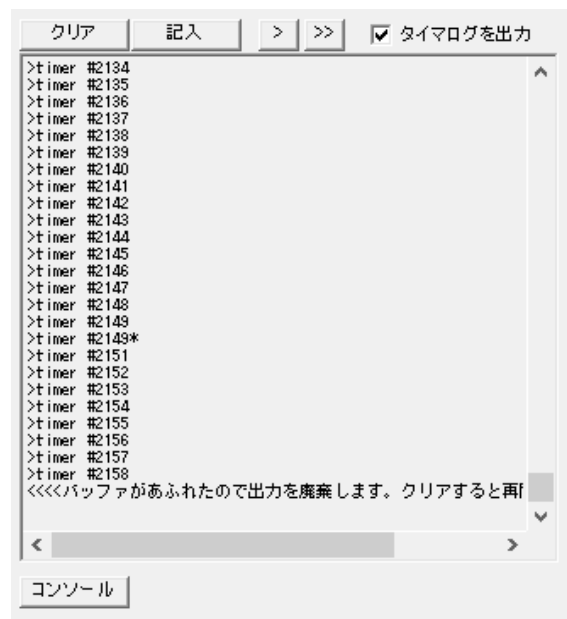 クリア 記入 > >> タイマログを出力
>timer #2134
>timer #2135
>timer #2136
>timer #2137
>timer #2138
>timer #2139
>timer #2140
>timer #2141
>timer #2142
>timer #2143
>timer #2144
>timer #2145
>timer #2146
>timer #2147
>timer #2148
>timer #2149
>timer #2149*
>timer #2151
>timer #2152
>timer #2153
>timer #2154
>timer #2155
>timer #2156
>timer #2157
>timer #2158
<<<<バッファがあふれたので出力を廃棄します。クリアすると再
コンソール